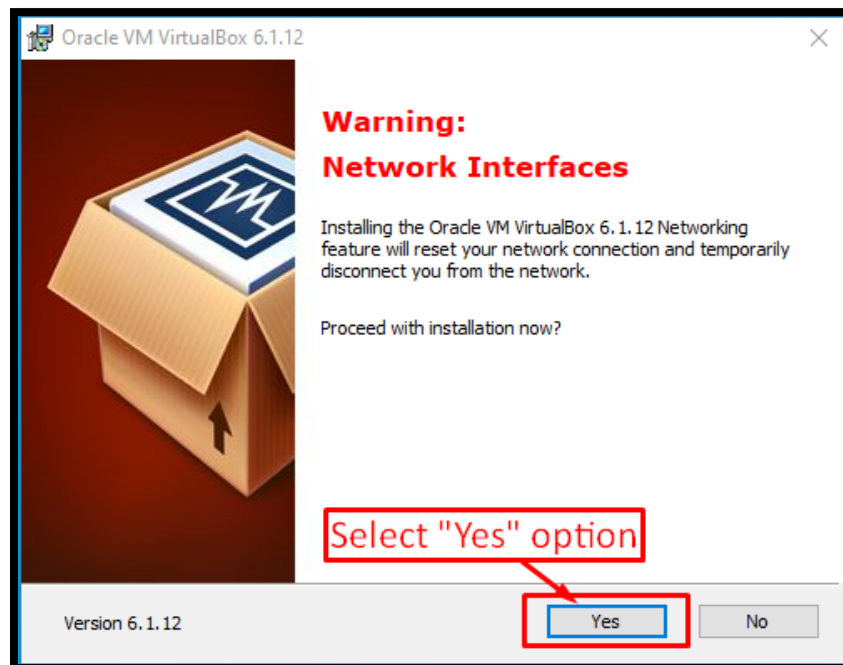 Oracle VM VirtualBox 6.1.12
Warning:
Network Interfaces
Installing the Oracle VM VirtualBox 6.1.12 Networking
feature will reset your network connection and temporarily
disconnect you from the network.
Proceed with installation now?
Select "Yes" option
Version 6.1.12
Yes
No